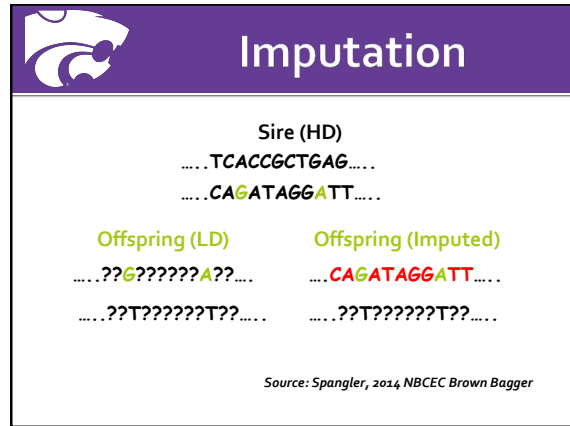 Imputation
Sire (HD)
…..TCACCGCTGAG…..
…..CAGATAGGATT…..
Offspring (LD)
…..??G??????A??….
…..??T??????T??…..
Offspring (Imputed)
….CAGATAGGATT…..
…..??T??????T??…..
Source: Spangler, 2014 NBCEC Brown Bagger